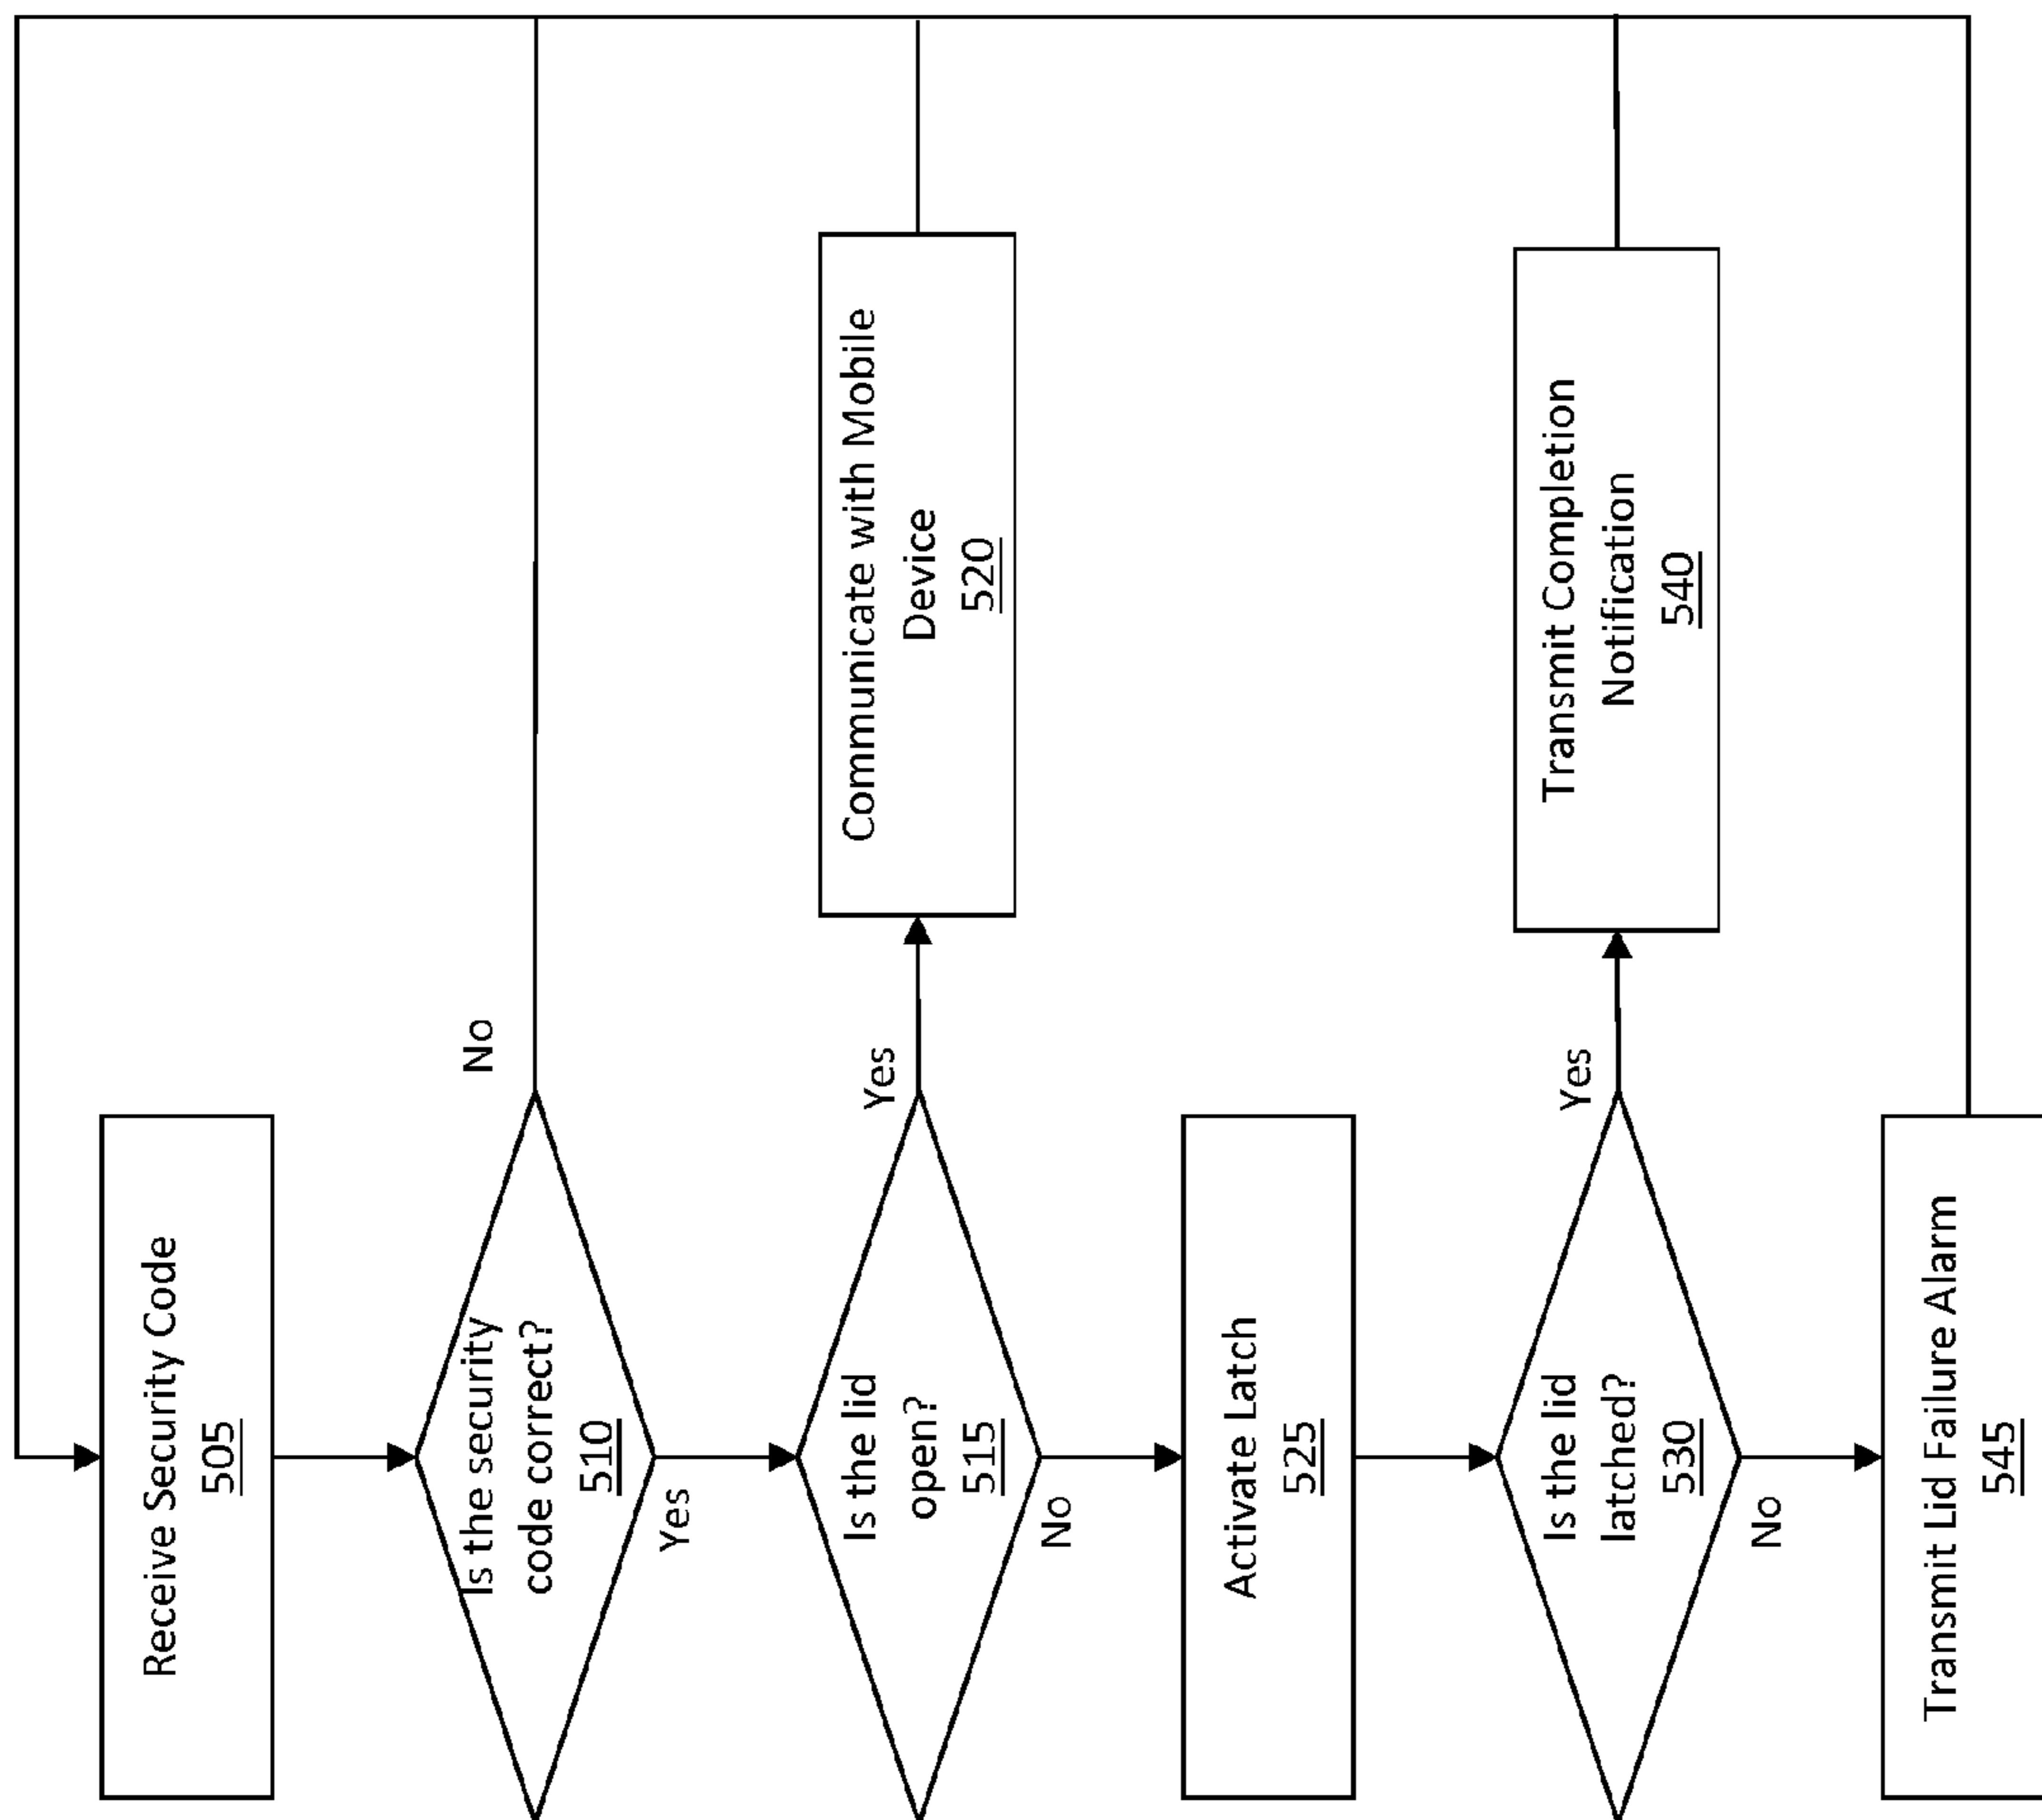 Receive Security Code
505
Is the security
code correct?
510
No
Yes
Is the lid
open?
515
Yes
No
Communicate with Mobile
Device
520
Activate Latch
525
Is the lid
latched?
530
Yes
No
Transmit Completion
Notification
540
Transmit Lid Failure Alarm
545